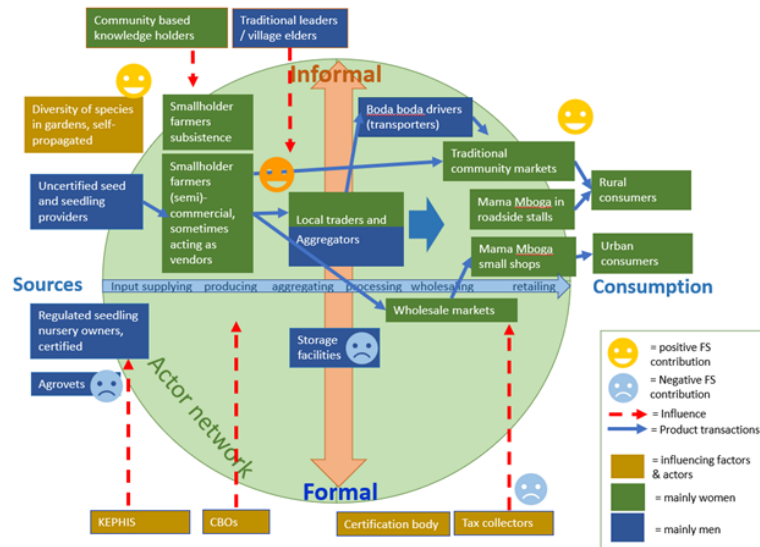 Community based
knowledge holders
Traditional leaders
/ village elders
Informal
Diversity of species
in gardens, self-
propagated
Smallholder
farmers
subsistence
Boda boda drivers
(transporters)
Smallholder
farmers
(semi)-
commercial,
sometimes
acting as
vendors
Traditional
community markets
Uncertified seed
and seedling
providers
Local traders and
Aggregators
Mama Mboga in
roadside stalls
Rural
consumers
Mama Mboga
small shops
Urban
consumers
Sources
Input supplying
producing
aggregating
processing
wholesaling
retailing
Consumption
Regulated seedling
nursery owners,
certified
Wholesale markets
Storage
facilities
Agrovets
Actor network
Formal
KEPHIS
CBOs
Certification body
Tax collectors
= positive FS
contribution
= Negative FS
contribution
= Influence
= Product transactions
= influencing factors
& actors
= mainly women
= mainly men